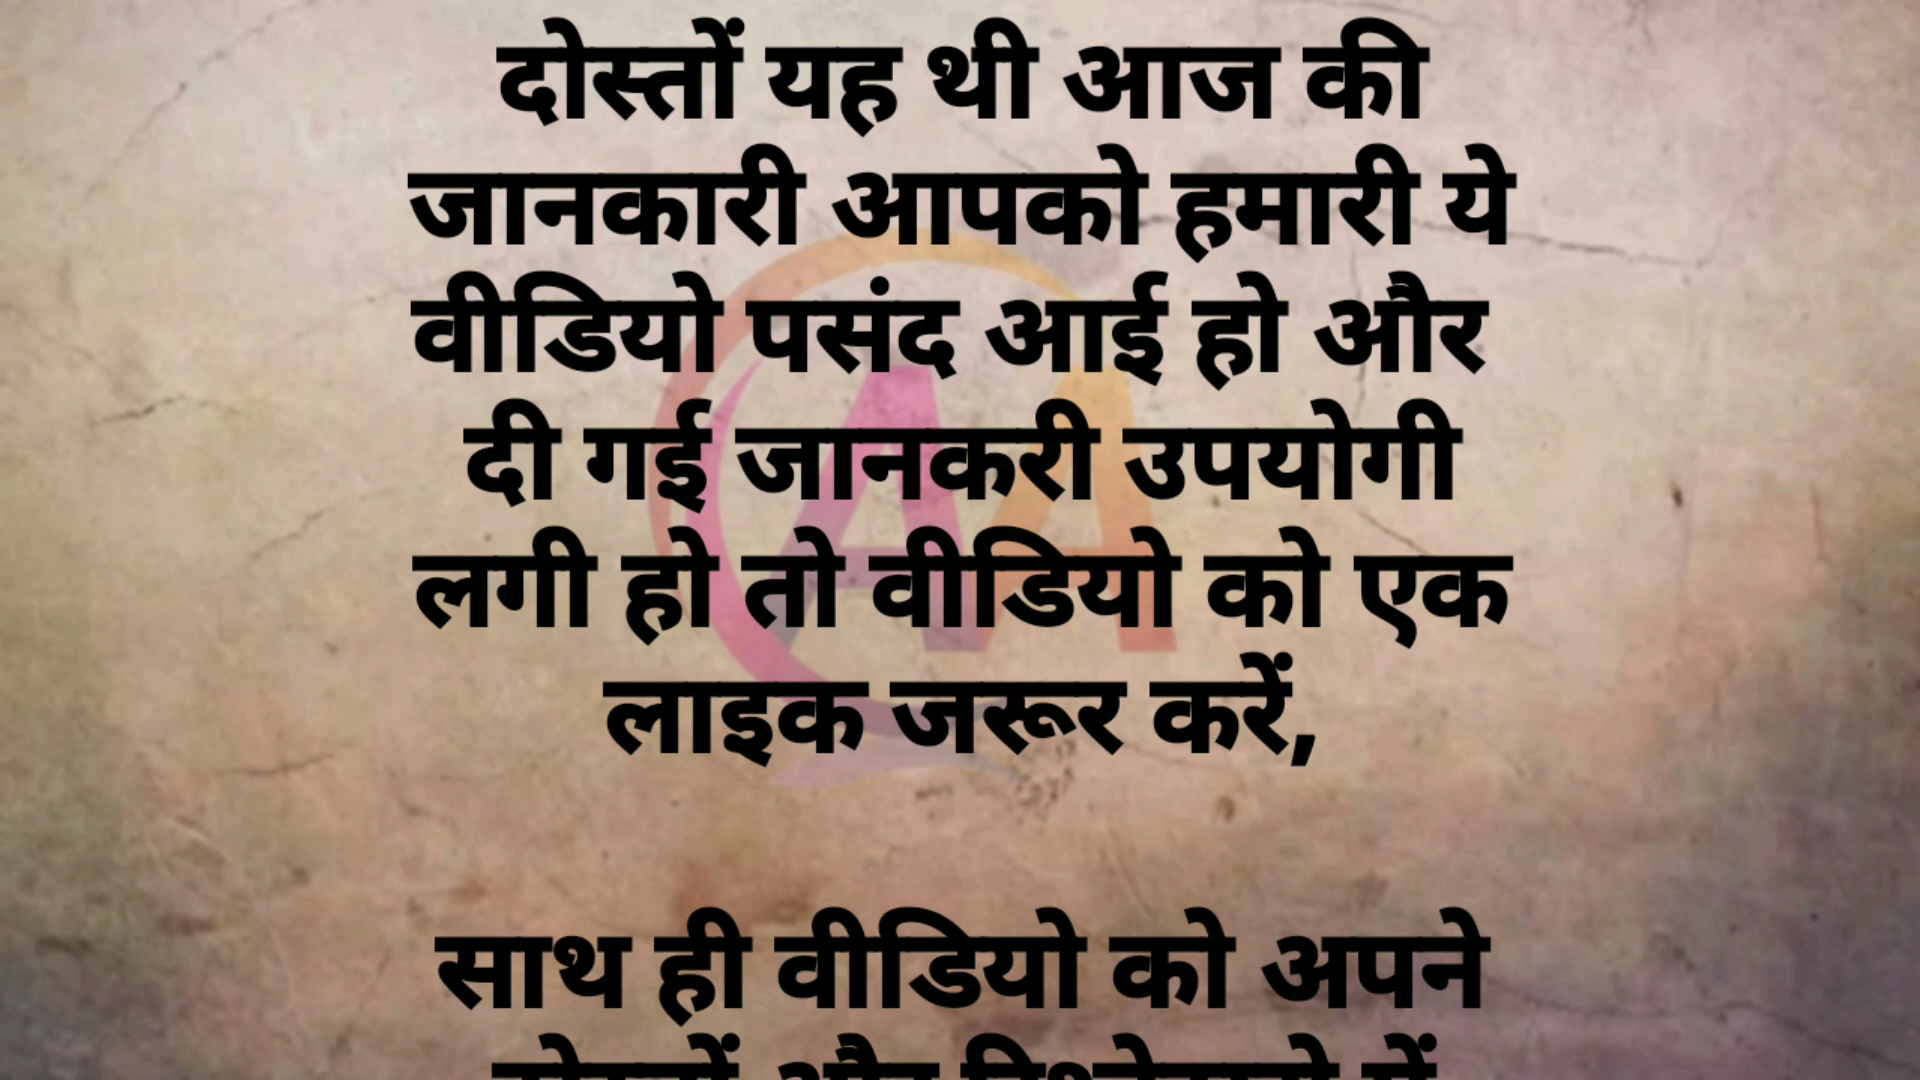 दोस्तों यह थी आज की
जानकारी आपको हमारी ये
वीडियो पसंद आई हो और
दी गई जानकरी उपयोगी
लगी हो तो वीडियो को एक
लाइक जरूर करें,
साथ ही वीडियो को अपने